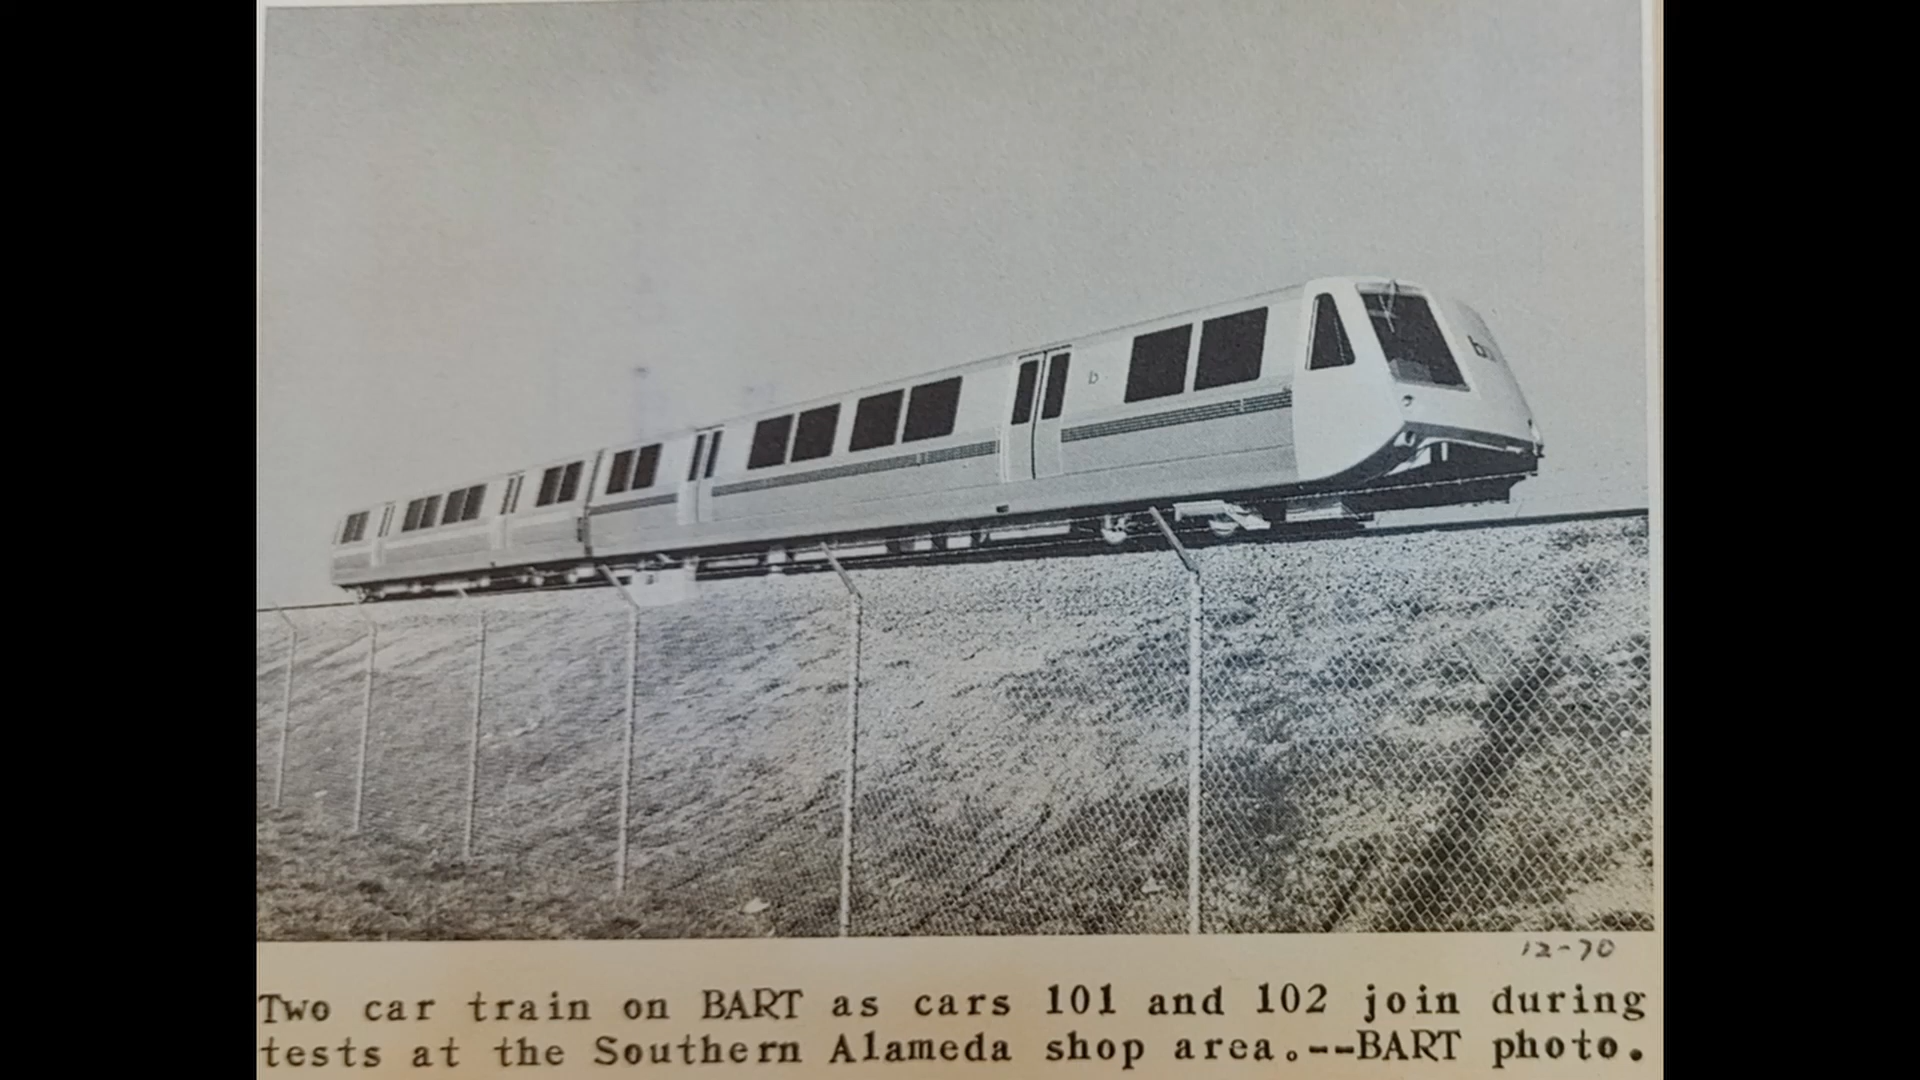 b
ba
12-70
Two car train on BART as cars 101 and 102 join during
tests at the Southern Alameda shop area.--BART photo.